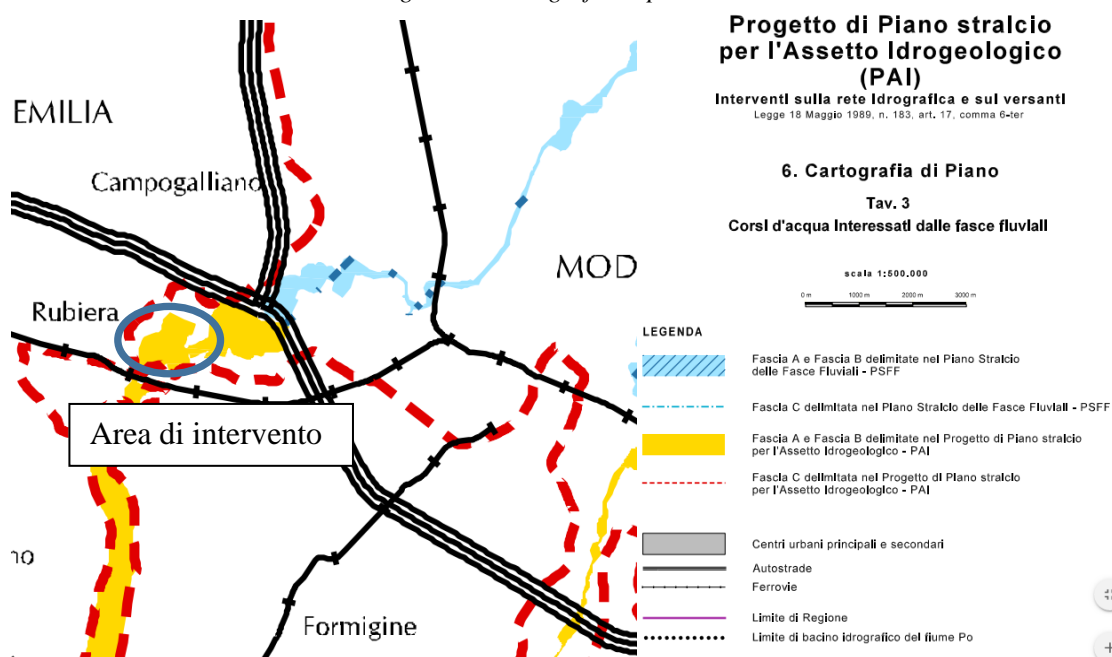 EMILIA
Campogalliano
Rubiera
MOD
Area di intervento
no
Formigine
Progetto di Piano stralcio
per l'Assetto Idrogeologico
(PAI)
Interventi sulla rete Idrografica e sui versanti
Legge 18 Maggio 1989, n. 183, art. 17, comma 6-ter
6. Cartografia di Piano
Tav. 3
Corsi d'acqua Interessati dalle fasce fluviali
scala 1:500.000
0 m 1000 m 2000 m 3000 m
LEGENDA
Fascia A e Fascia B delimitate nel Piano Stralcio
delle Fasce Fluviali - PSFF
Fascia C delimitata nel Piano Stralcio delle Fasce Fluviali - PSFF
Fascia A e Fascia B delimitate nel Progetto di Piano stralcio
per l'Assetto Idrogeologico - PAI
Fascia C delimitata nel Progetto di Piano stralcio
per l'Assetto Idrogeologico - PAI
Centri urbani principali e secondari
Autostrade
Ferrovie
Limite di Regione
Limite di bacino idrografico del fiume Po